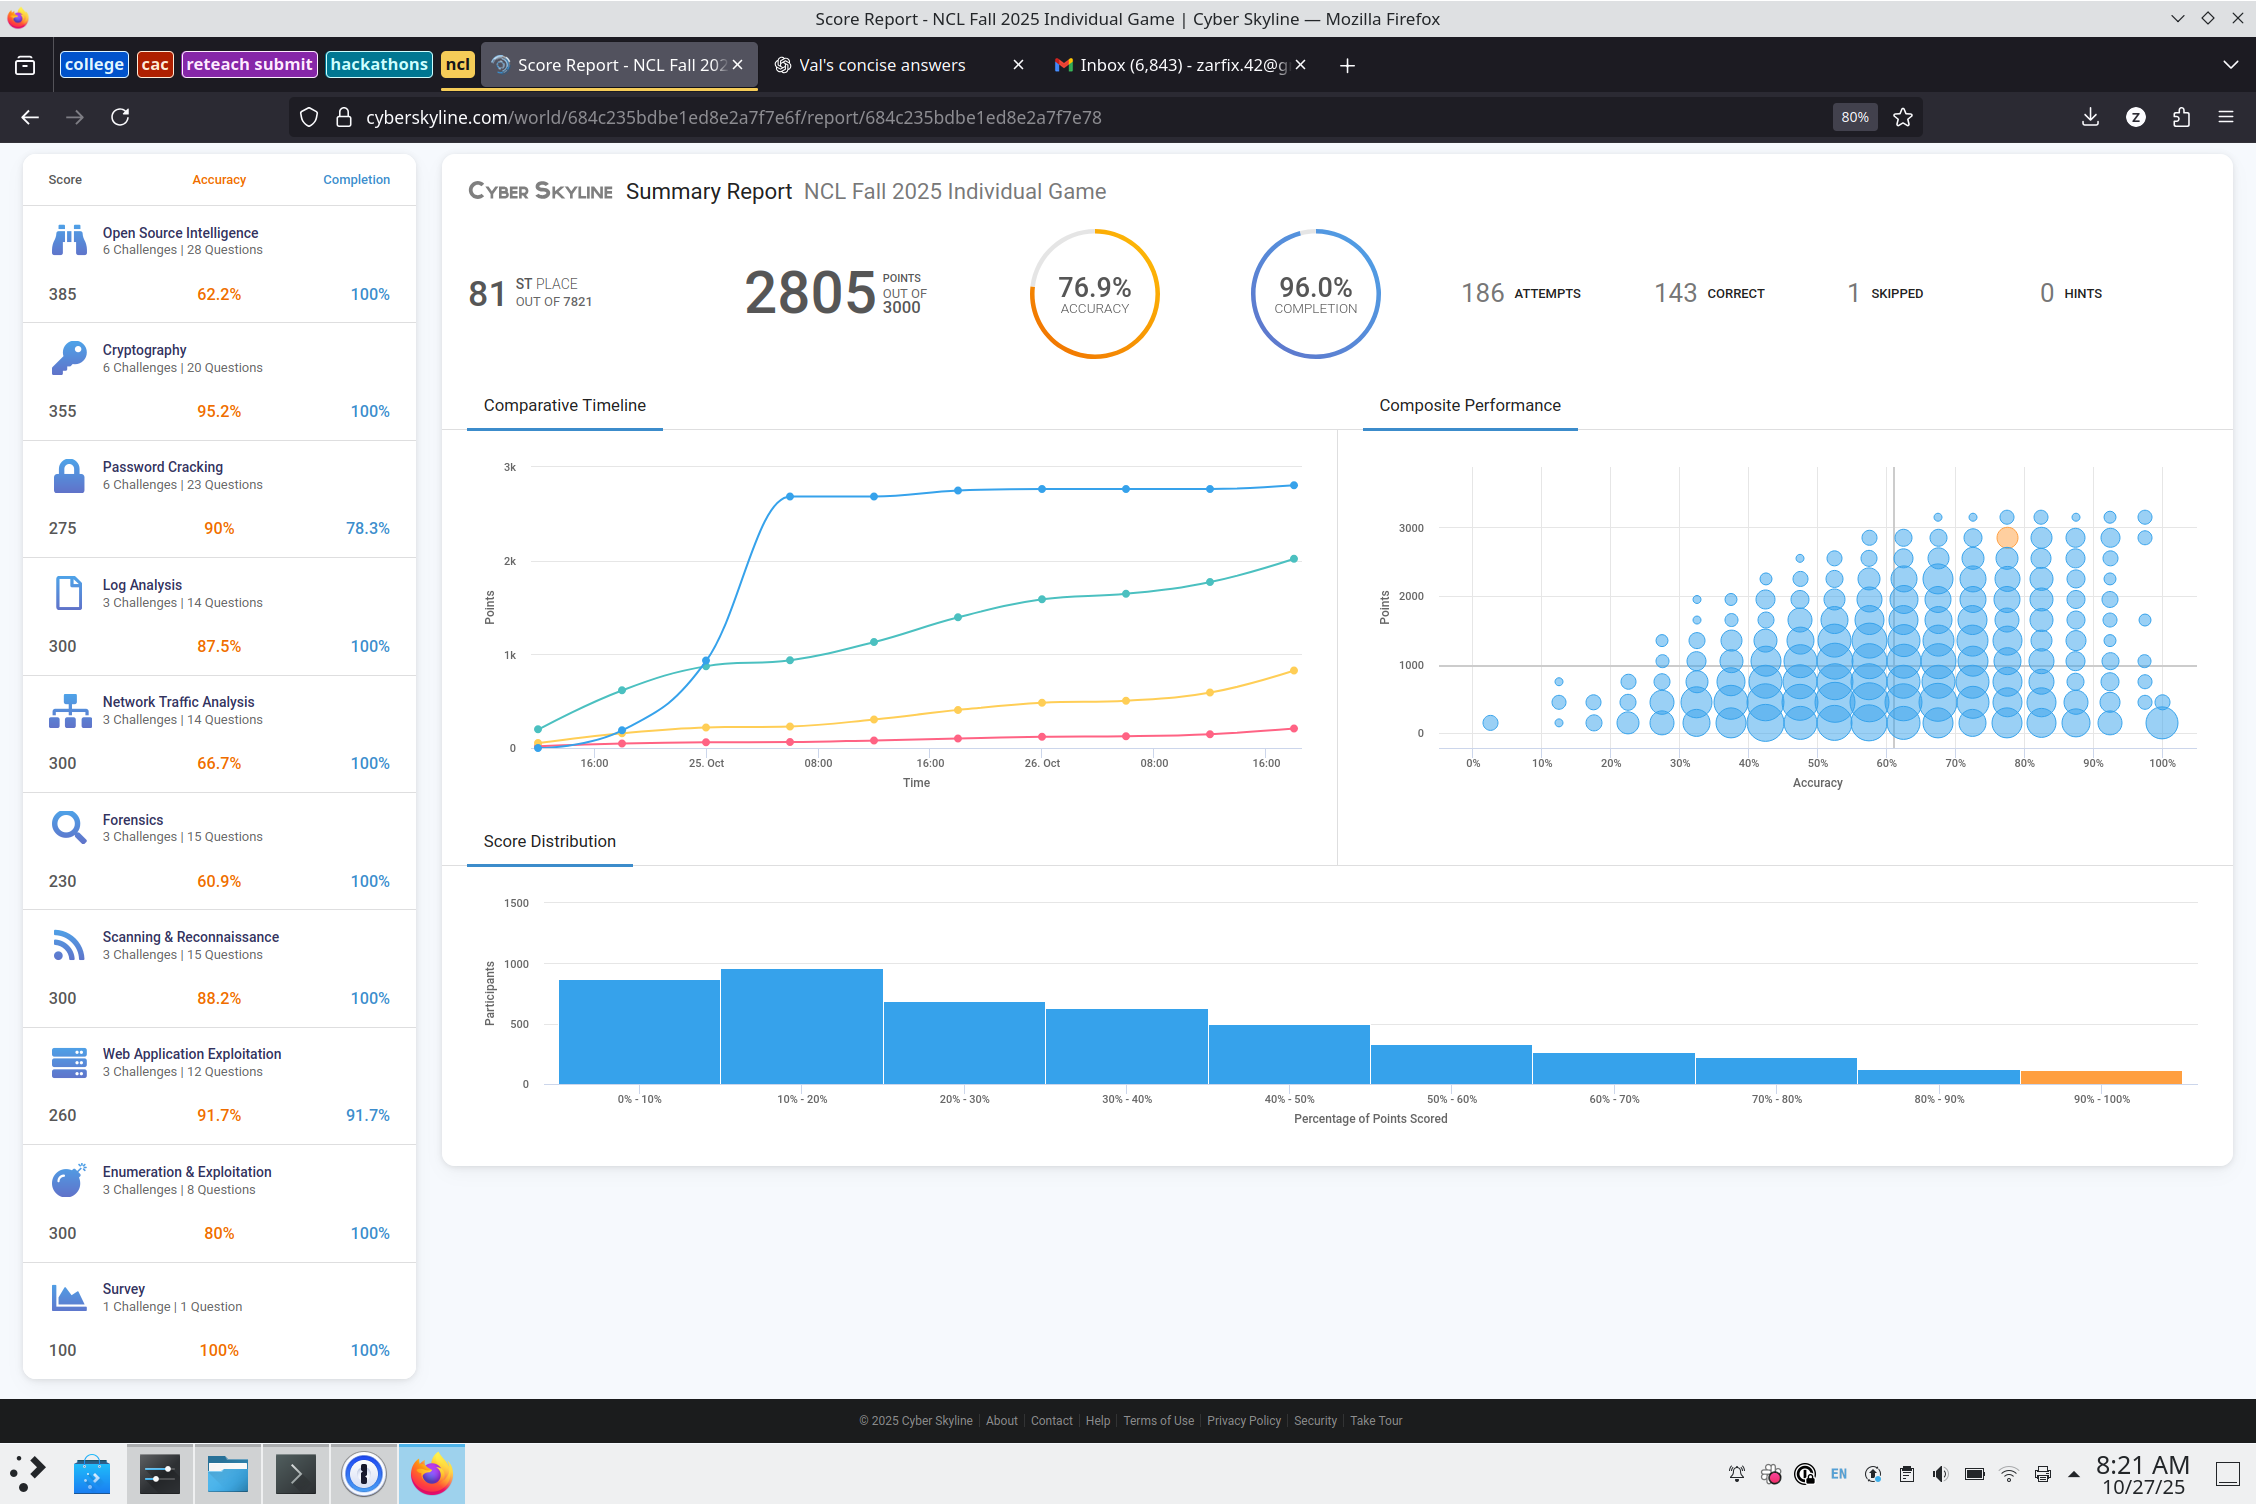 Score Report - NCL Fall 2025 Individual Game | Cyber Skyline — Mozilla Firefox
college cac reteach submit hackathons ncl Score Report - NCL Fall 202 Val's concise answers Inbox (6,843) - zarfix.42@g
cyberskyline.com/world/684c235bdbe1ed8e2a7f7e6f/report/684c235bdbe1ed8e2a7f7e78 80% Z
Score Accuracy Completion
Open Source Intelligence
6 Challenges | 28 Questions
385 62.2% 100%
Cryptography
6 Challenges | 20 Questions
355 95.2% 100%
Password Cracking
6 Challenges | 23 Questions
275 90% 78.3%
Log Analysis
3 Challenges | 14 Questions
300 87.5% 100%
Network Traffic Analysis
3 Challenges | 14 Questions
300 66.7% 100%
Forensics
3 Challenges | 15 Questions
230 60.9% 100%
Scanning & Reconnaissance
3 Challenges | 15 Questions
300 88.2% 100%
Web Application Exploitation
3 Challenges | 12 Questions
260 91.7% 91.7%
Enumeration & Exploitation
3 Challenges | 8 Questions
300 80% 100%
Survey
1 Challenge | 1 Question
100 100% 100%
CYBER SKYLINE Summary Report NCL Fall 2025 Individual Game
81 ST PLACE
OUT OF 7821
2805 POINTS
OUT OF
3000
76.9%
ACCURACY
96.0%
COMPLETION
186 ATTEMPTS
143 CORRECT
1 SKIPPED
0 HINTS
Comparative Timeline
3k
2k
1k
0
Points
16:00 25. Oct 08:00 16:00 26. Oct 08:00 16:00
Time
Composite Performance
3000
2000
1000
0
Points
0% 10% 20% 30% 40% 50% 60% 70% 80% 90% 100%
Accuracy
Score Distribution
1500
1000
500
0
Participants
0% - 10% 10% - 20% 20% - 30% 30% - 40% 40% - 50% 50% - 60% 60% - 70% 70% - 80% 80% - 90% 90% - 100%
Percentage of Points Scored
© 2025 Cyber Skyline About Contact Help Terms of Use Privacy Policy Security Take Tour
EN
8:21 AM
10/27/25